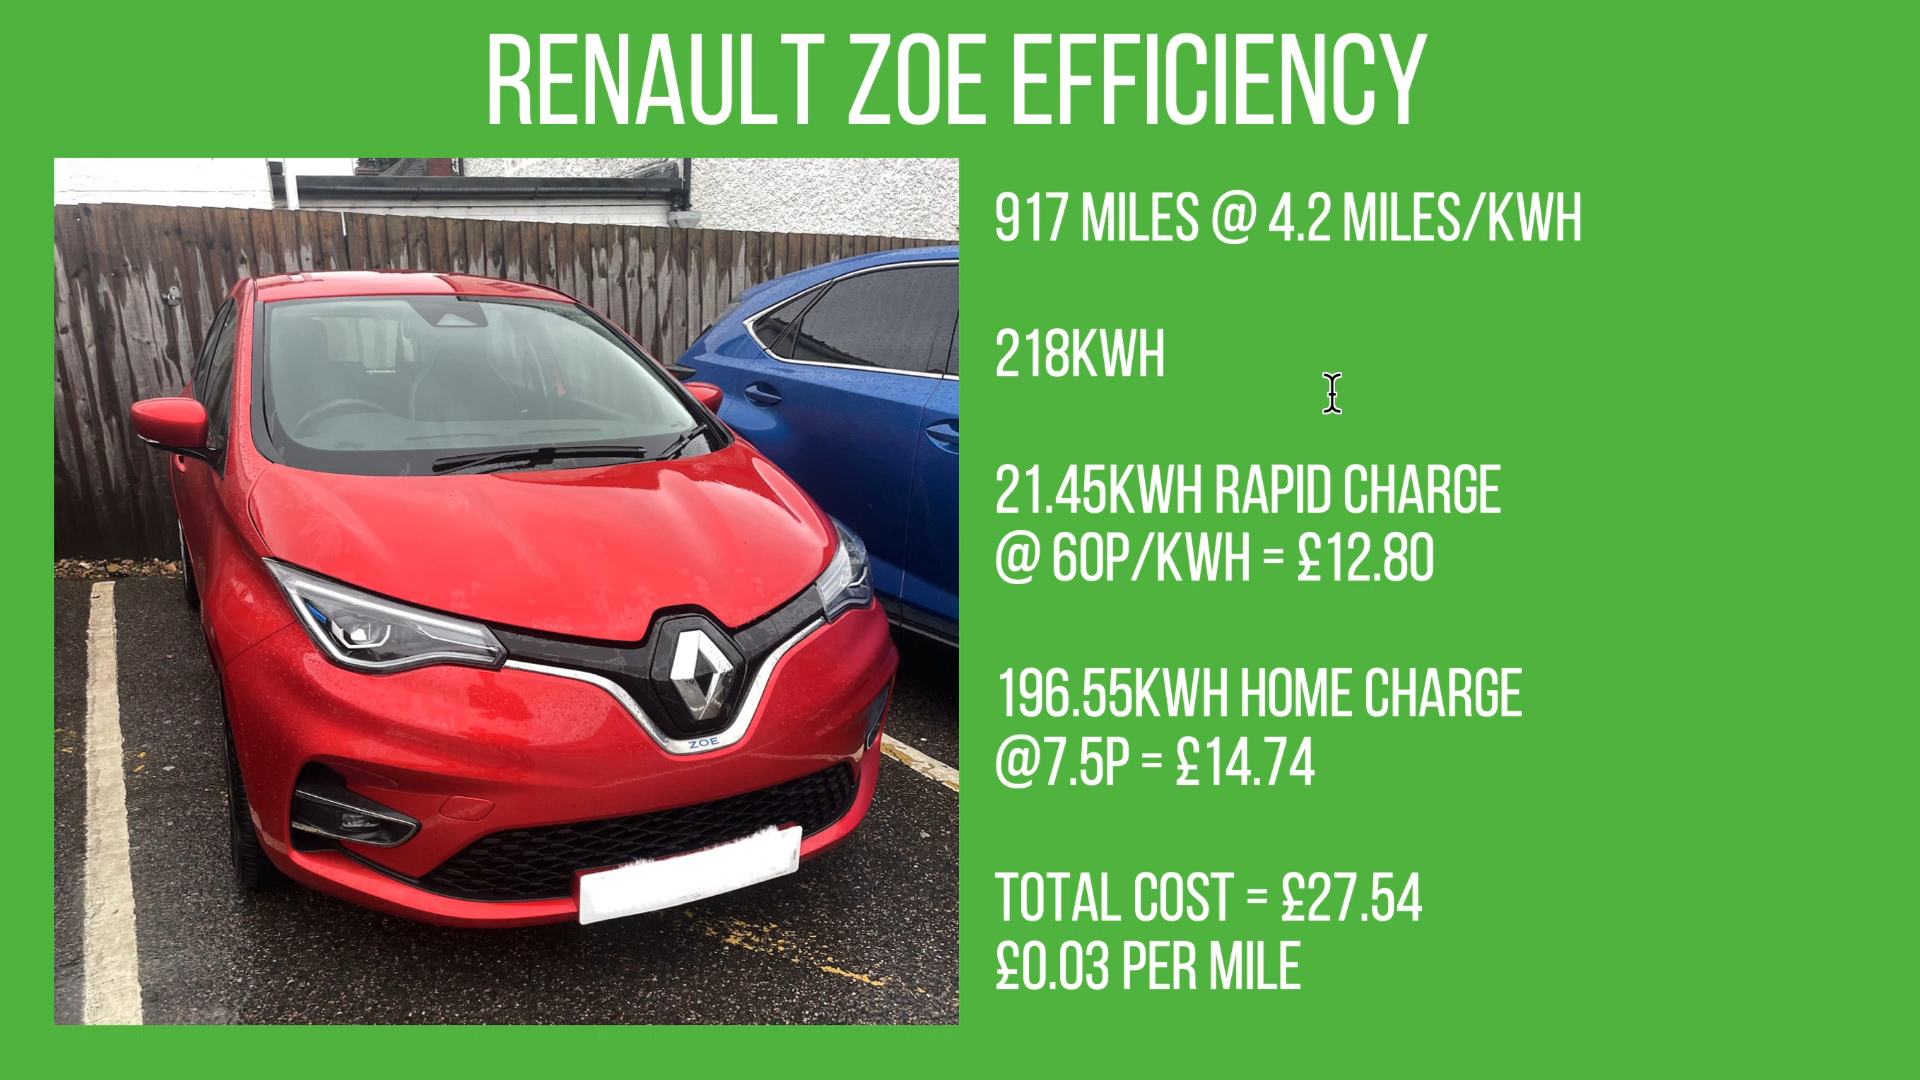 RENAULT ZOE EFFICIENCY
917 MILES @ 4.2 MILES/KWH
218KWH
21.45KWH RAPID CHARGE
@ 60P/KWH = £12.80
196.55KWH HOME CHARGE
@7.5P = £14.74
TOTAL COST = £27.54
£0.03 PER MILE
ZOE